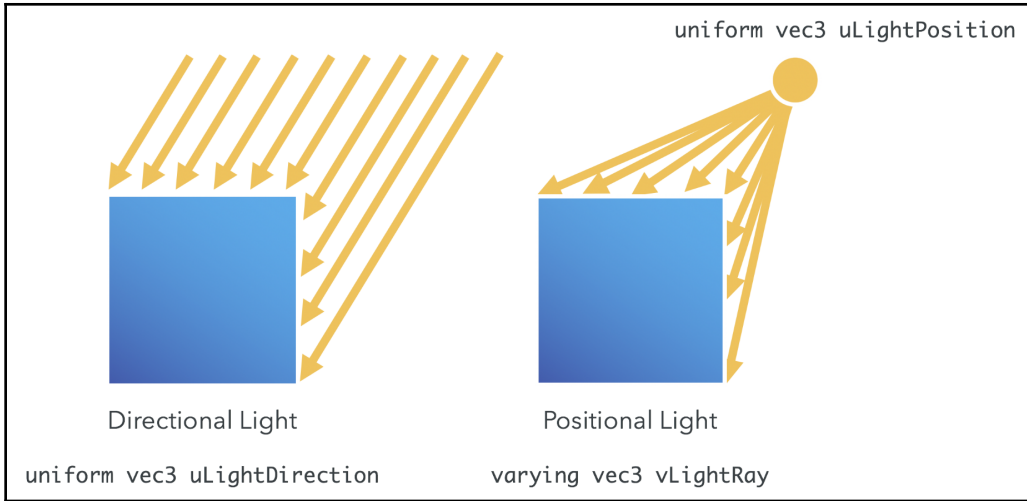 uniform vec3 uLightPosition
Directional Light
Positional Light
uniform vec3 uLightDirection
varying vec3 vLightRay